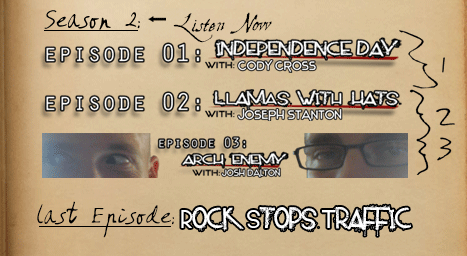 Season 2: ← Listen Now
EPISODE 01: INDEPENDENCE DAY
WITH: CODY CROSS
1
EPISODE 02: LLAMAS WITH HATS
WITH: JOSEPH STANTON
2
EPISODE 03:
ARCH ENEMY
WITH: JOSH DALTON
3
Last Episode: ROCK STOPS TRAFFIC